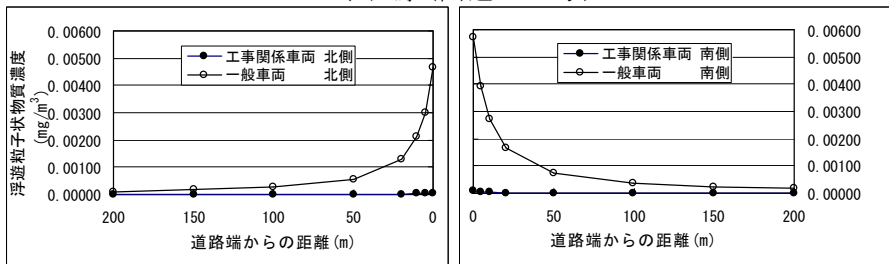 浮遊粒子状物質濃度
(mg/m³)
0.00600
0.00500
0.00400
0.00300
0.00200
0.00100
0.00000
工事関係車両 北側
一般車両 北側
200 150 100 50 0
道路端からの距離(m)
工事関係車両 南側
一般車両 南側
0.00600
0.00500
0.00400
0.00300
0.00200
0.00100
0.00000
0 50 100 150 200
道路端からの距離(m)